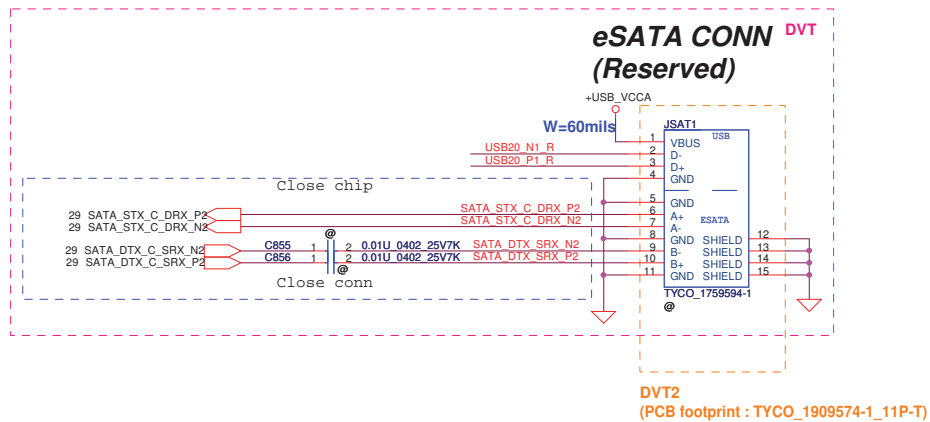 eSATA CONN DVT
(Reserved)
+USB_VCCA
W=60mils
JSAT1
USB
1 VBUS
USB20_N1_R 2 D-
USB20_P1_R 3 D+
4 GND
Close chip
5 GND
29 SATA_STX_C_DRX_P2 SATA_STX_C_DRX_P2 6 A+
29 SATA_STX_C_DRX_N2 SATA_STX_C_DRX_N2 7 A- ESATA
@ 8 GND SHIELD 12
29 SATA_DTX_C_SRX_N2 C855 1 2 0.01U_0402_25V7K SATA_DTX_SRX_N2 9 B- SHIELD 13
29 SATA_DTX_C_SRX_P2 C856 1 2 0.01U_0402_25V7K SATA_DTX_SRX_P2 10 B+ SHIELD 14
@ 11 GND SHIELD 15
Close conn
TYCO_1759594-1
@
DVT2
(PCB footprint : TYCO_1909574-1_11P-T)